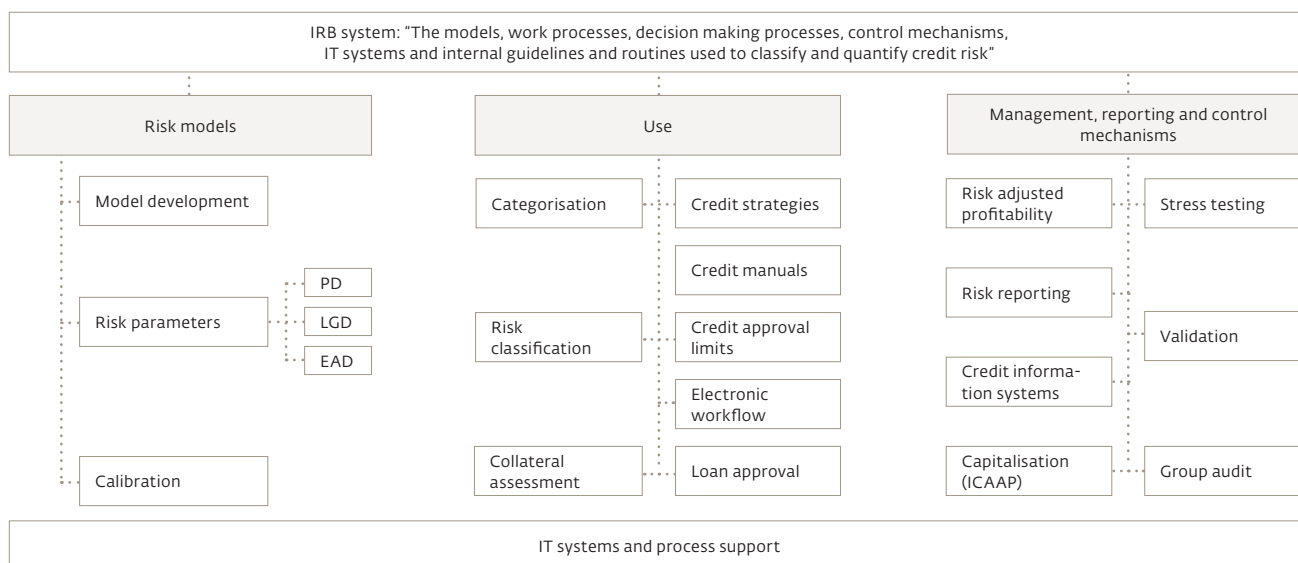 IRB system: “The models, work processes, decision making processes, control mechanisms,
IT systems and internal guidelines and routines used to classify and quantify credit risk”
Risk models
Model development
Risk parameters
PD
LGD
EAD
Calibration
Use
Categorisation
Credit strategies
Credit manuals
Risk
classification
Credit approval
limits
Electronic
workflow
Collateral
assessment
Loan approval
Management, reporting and control
mechanisms
Risk adjusted
profitability
Stress testing
Risk reporting
Validation
Credit informa-
tion systems
Capitalisation
(ICAAP)
Group audit
IT systems and process support